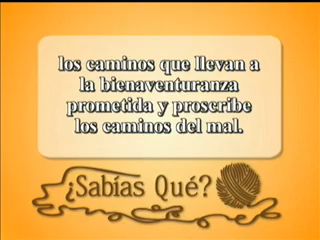 los caminos que llevan a
la bienaventuranza
prometida y proscribe
los caminos del mal.
¿Sabías Qué?